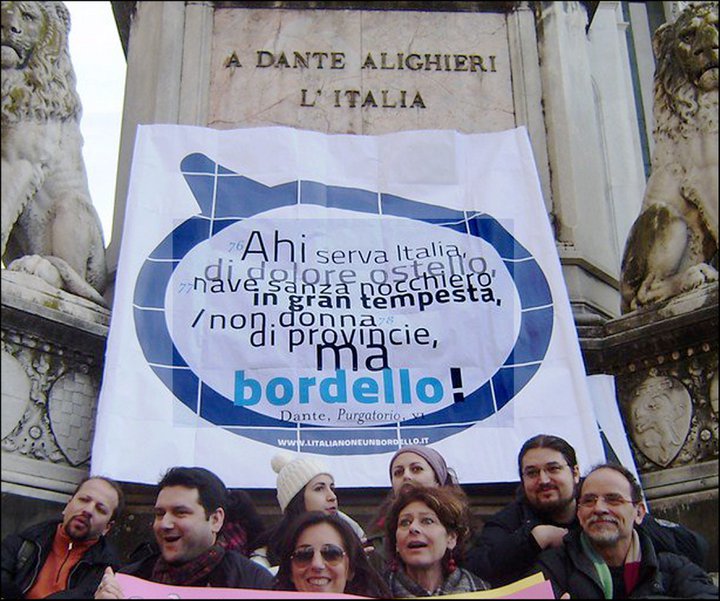 A DANTE ALIGHIERI
L'ITALIA
76 Ahi serva Italia,
di dolore ostello,
77 nave sanza nocchiero
in gran tempesta,
/non donna 78
di provincie,
ma
bordello!
Dante, Purgatorio, VI
WWW.LITALIANONEUNBORDELLO.IT